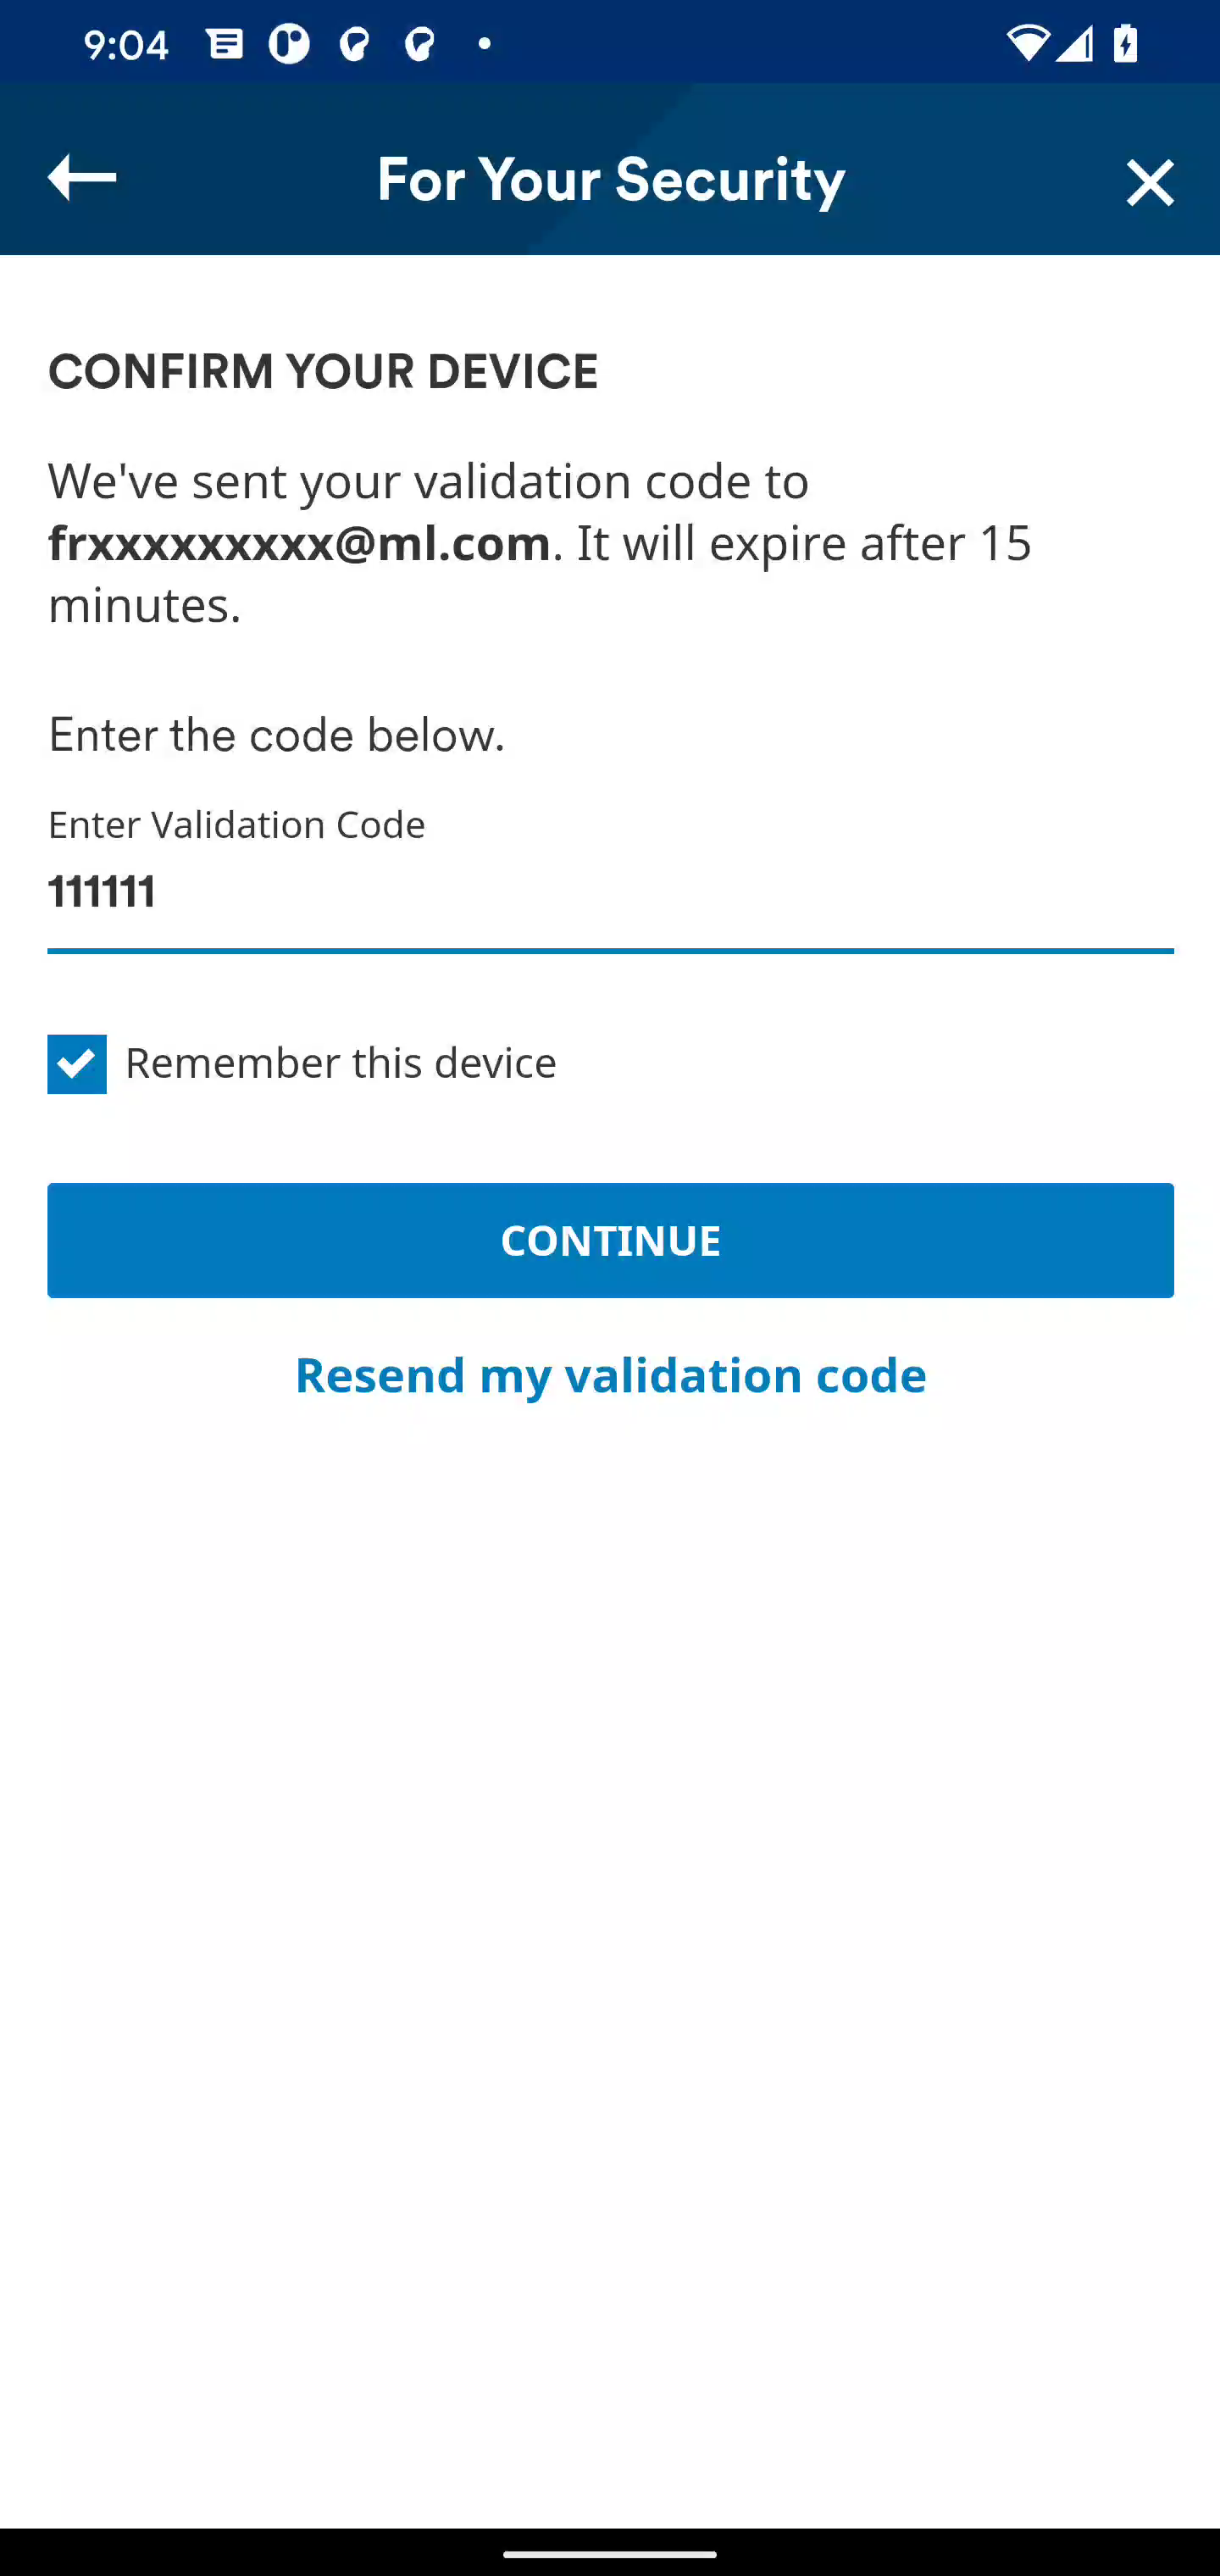 9:04
For Your Security
CONFIRM YOUR DEVICE
We've sent your validation code to
frxxxxxxxxx@ml.com. It will expire after 15
minutes.
Enter the code below.
Enter Validation Code
111111
Remember this device
CONTINUE
Resend my validation code